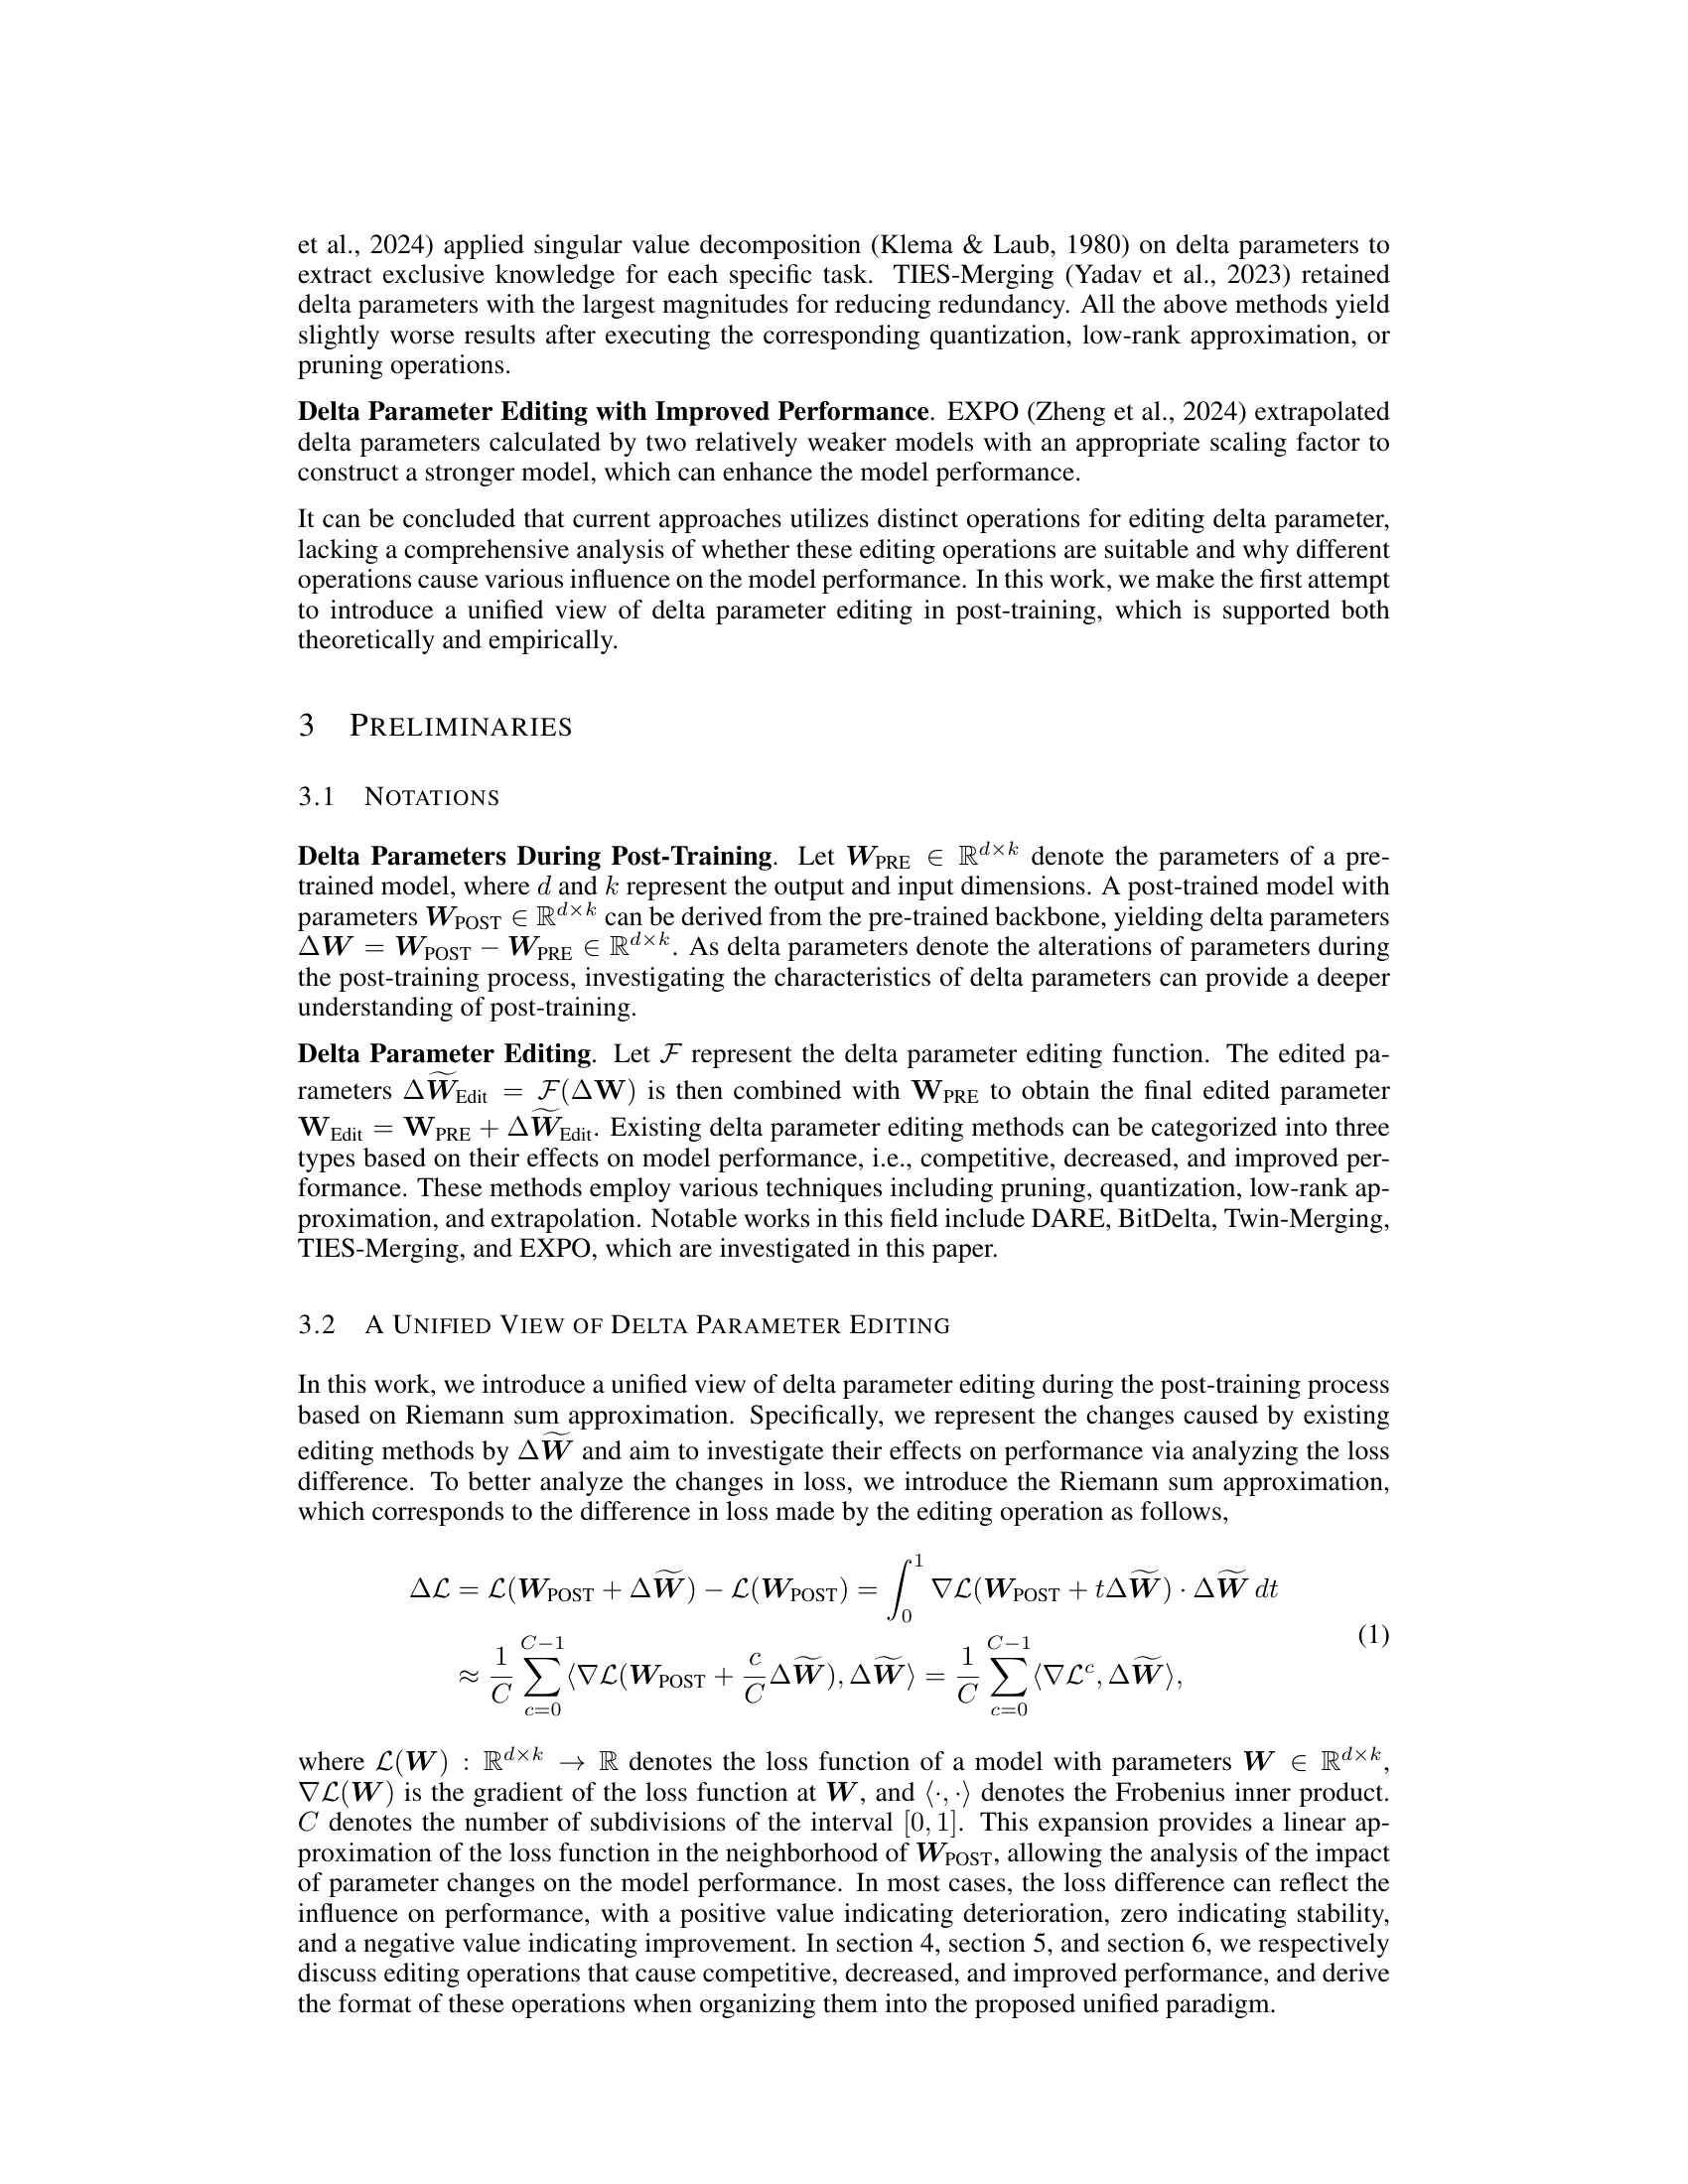 et al., 2024) applied singular value decomposition (Klema & Laub, 1980) on delta parameters to
extract exclusive knowledge for each specific task. TIES-Merging (Yadav et al., 2023) retained
delta parameters with the largest magnitudes for reducing redundancy. All the above methods yield
slightly worse results after executing the corresponding quantization, low-rank approximation, or
pruning operations.
Delta Parameter Editing with Improved Performance. EXPO (Zheng et al., 2024) extrapolated
delta parameters calculated by two relatively weaker models with an appropriate scaling factor to
construct a stronger model, which can enhance the model performance.
It can be concluded that current approaches utilizes distinct operations for editing delta parameter,
lacking a comprehensive analysis of whether these editing operations are suitable and why different
operations cause various influence on the model performance. In this work, we make the first attempt
to introduce a unified view of delta parameter editing in post-training, which is supported both
theoretically and empirically.
3 PRELIMINARIES
3.1 NOTATIONS
Delta Parameters During Post-Training. Let $W_{\text{PRE}} \in \mathbb{R}^{d \times k}$ denote the parameters of a pre-
trained model, where $d$ and $k$ represent the output and input dimensions. A post-trained model with
parameters $W_{\text{POST}} \in \mathbb{R}^{d \times k}$ can be derived from the pre-trained backbone, yielding delta parameters
$\Delta W = W_{\text{POST}} - W_{\text{PRE}} \in \mathbb{R}^{d \times k}$. As delta parameters denote the alterations of parameters during
the post-training process, investigating the characteristics of delta parameters can provide a deeper
understanding of post-training.
Delta Parameter Editing. Let $\mathcal{F}$ represent the delta parameter editing function. The edited pa-
rameters $\Delta \widetilde{W}_{\text{Edit}} = \mathcal{F}(\Delta \mathbf{W})$ is then combined with $\mathbf{W}_{\text{PRE}}$ to obtain the final edited parameter
$\mathbf{W}_{\text{Edit}} = \mathbf{W}_{\text{PRE}} + \Delta \widetilde{W}_{\text{Edit}}$. Existing delta parameter editing methods can be categorized into three
types based on their effects on model performance, i.e., competitive, decreased, and improved per-
formance. These methods employ various techniques including pruning, quantization, low-rank ap-
proximation, and extrapolation. Notable works in this field include DARE, BitDelta, Twin-Merging,
TIES-Merging, and EXPO, which are investigated in this paper.
3.2 A UNIFIED VIEW OF DELTA PARAMETER EDITING
In this work, we introduce a unified view of delta parameter editing during the post-training process
based on Riemann sum approximation. Specifically, we represent the changes caused by existing
editing methods by $\Delta \widetilde{W}$ and aim to investigate their effects on performance via analyzing the loss
difference. To better analyze the changes in loss, we introduce the Riemann sum approximation,
which corresponds to the difference in loss made by the editing operation as follows,
$\Delta \mathcal{L} = \mathcal{L}(W_{\text{POST}} + \Delta \widetilde{W}) - \mathcal{L}(W_{\text{POST}}) = \int_0^1 \nabla \mathcal{L}(W_{\text{POST}} + t \Delta \widetilde{W}) \cdot \Delta \widetilde{W} \, dt$
$\approx \frac{1}{C} \sum_{c=0}^{C-1} \langle \nabla \mathcal{L}(W_{\text{POST}} + \frac{c}{C} \Delta \widetilde{W}), \Delta \widetilde{W} \rangle = \frac{1}{C} \sum_{c=0}^{C-1} \langle \nabla \mathcal{L}^c, \Delta \widetilde{W} \rangle,$ (1)
where $\mathcal{L}(W) : \mathbb{R}^{d \times k} \to \mathbb{R}$ denotes the loss function of a model with parameters $W \in \mathbb{R}^{d \times k}$,
$\nabla \mathcal{L}(W)$ is the gradient of the loss function at $W$, and $\langle \cdot, \cdot \rangle$ denotes the Frobenius inner product.
$C$ denotes the number of subdivisions of the interval $[0, 1]$. This expansion provides a linear ap-
proximation of the loss function in the neighborhood of $W_{\text{POST}}$, allowing the analysis of the impact
of parameter changes on the model performance. In most cases, the loss difference can reflect the
influence on performance, with a positive value indicating deterioration, zero indicating stability,
and a negative value indicating improvement. In section 4, section 5, and section 6, we respectively
discuss editing operations that cause competitive, decreased, and improved performance, and derive
the format of these operations when organizing them into the proposed unified paradigm.